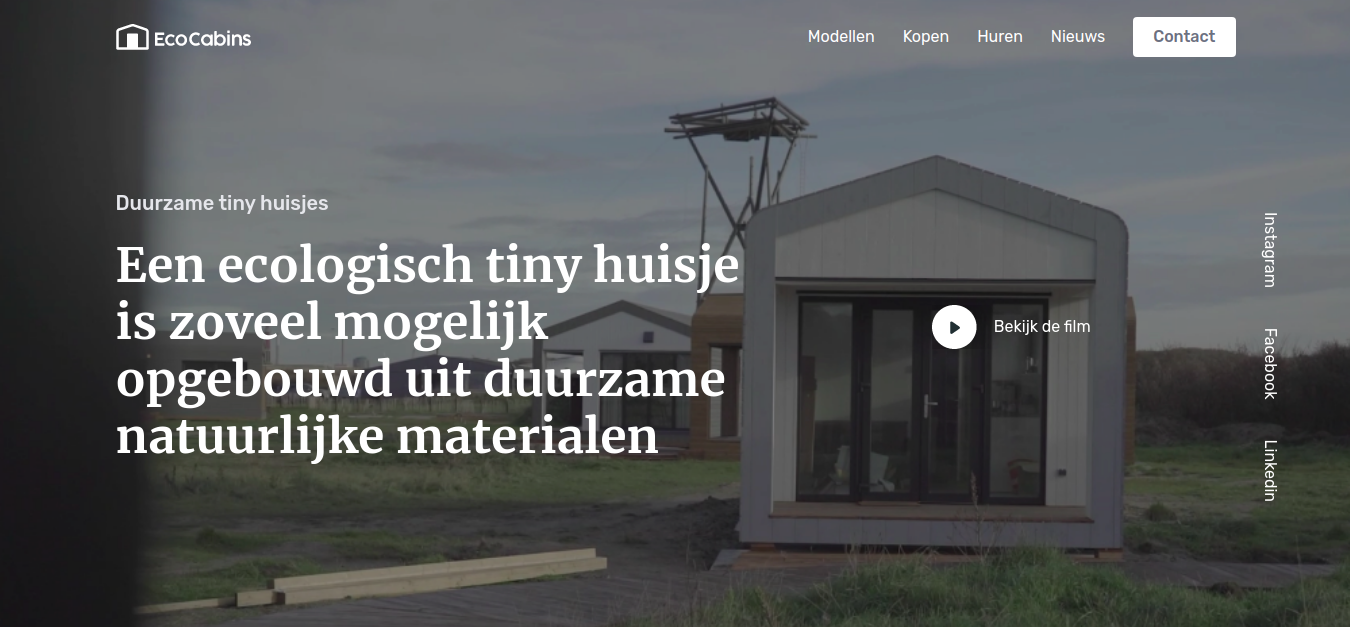 EcoCabins
Modellen
Kopen
Huren
Nieuws
Contact
Duurzame tiny huisjes
Een ecologisch tiny huisje
is zoveel mogelijk
opgebouwd uit duurzame
natuurlijke materialen
Bekijk de film
Instagram
Facebook
Linkedin